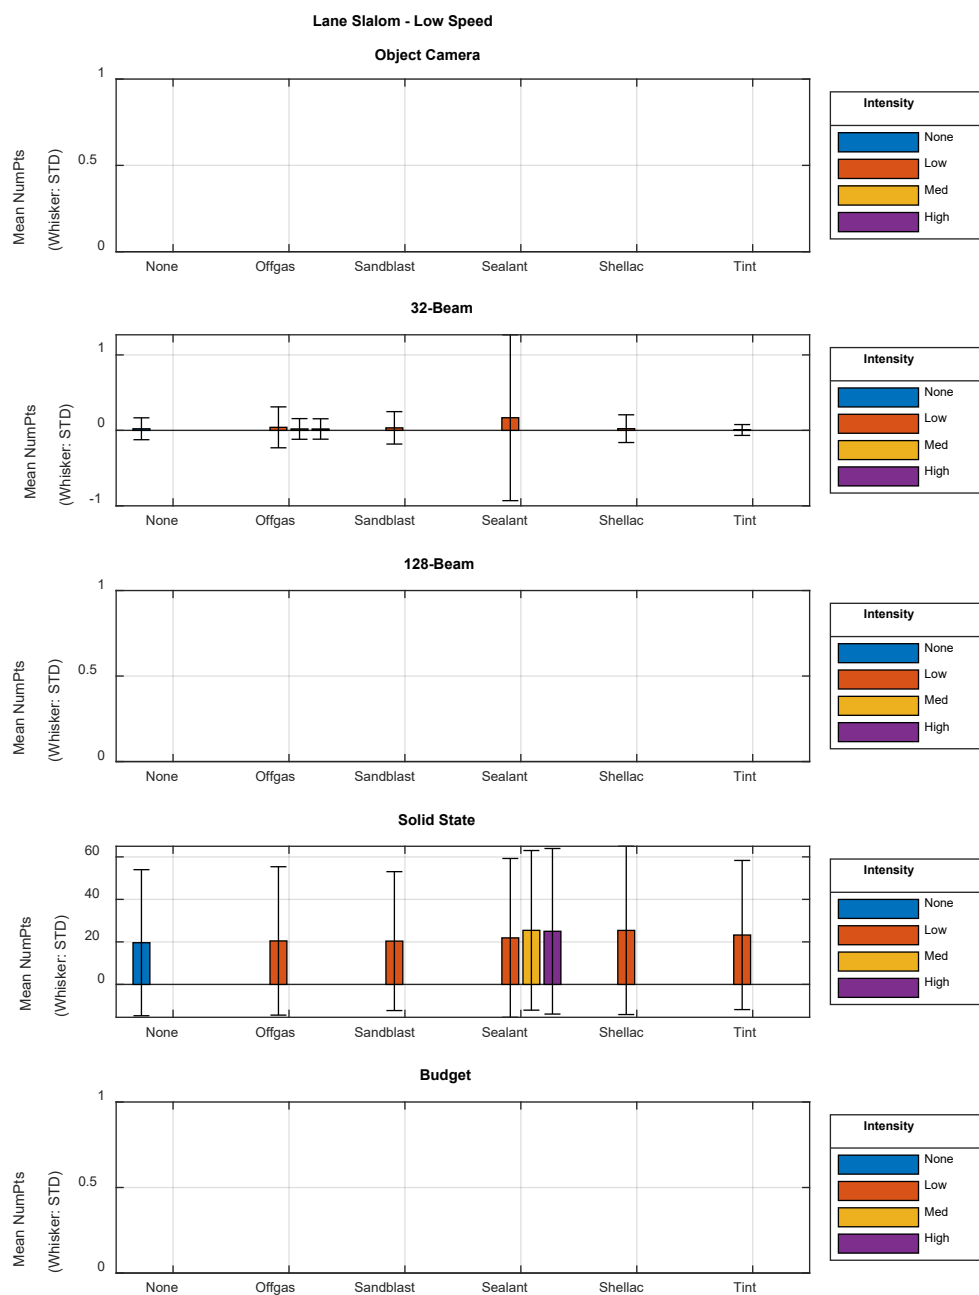 Lane Slalom - Low Speed
Object Camera
Mean NumPts
(Whisker: STD)
1
0.5
0
None Offgas Sandblast Sealant Shellac Tint
Intensity
None
Low
Med
High
32-Beam
Mean NumPts
(Whisker: STD)
1
0
-1
None Offgas Sandblast Sealant Shellac Tint
Intensity
None
Low
Med
High
128-Beam
Mean NumPts
(Whisker: STD)
1
0.5
0
None Offgas Sandblast Sealant Shellac Tint
Intensity
None
Low
Med
High
Solid State
Mean NumPts
(Whisker: STD)
60
40
20
0
None Offgas Sandblast Sealant Shellac Tint
Intensity
None
Low
Med
High
Budget
Mean NumPts
(Whisker: STD)
1
0.5
0
None Offgas Sandblast Sealant Shellac Tint
Intensity
None
Low
Med
High